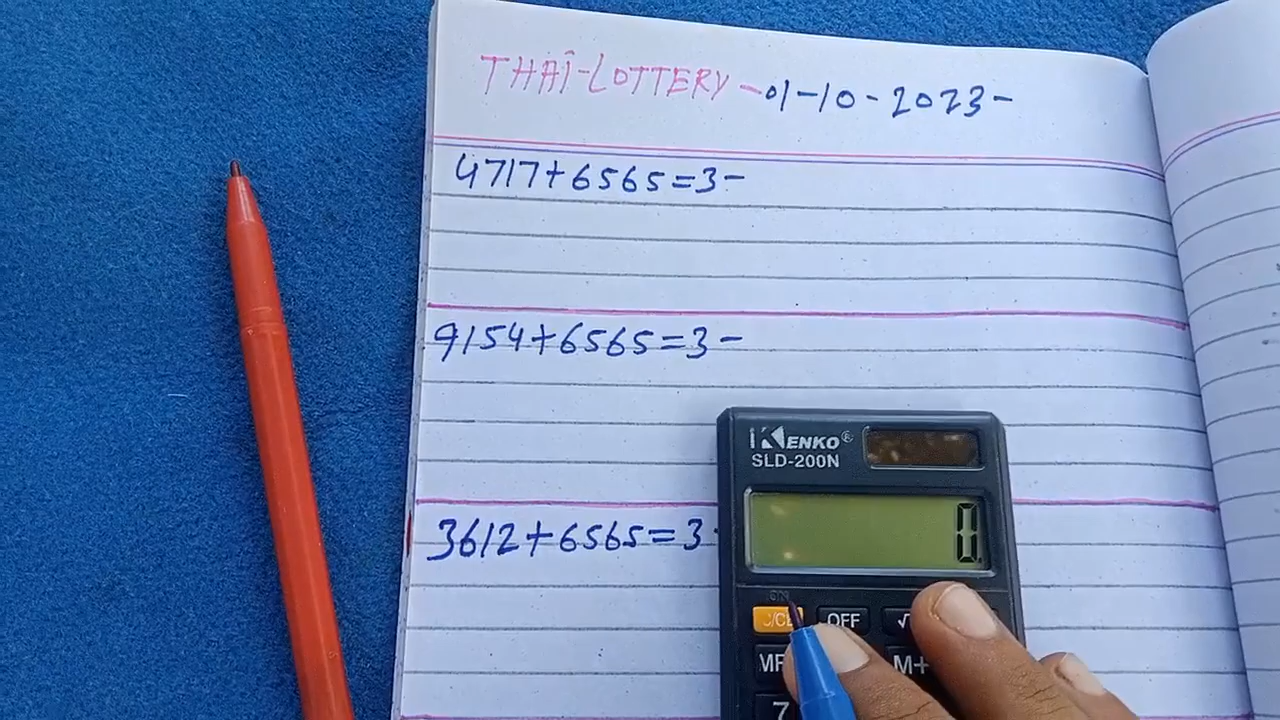 THAI-LOTTERY-01-10-2023-
4717+6565=3-
9154+6565=3-
KENKO®
SLD-200N
0.
3612+6565=3
OFF
√
M+
7